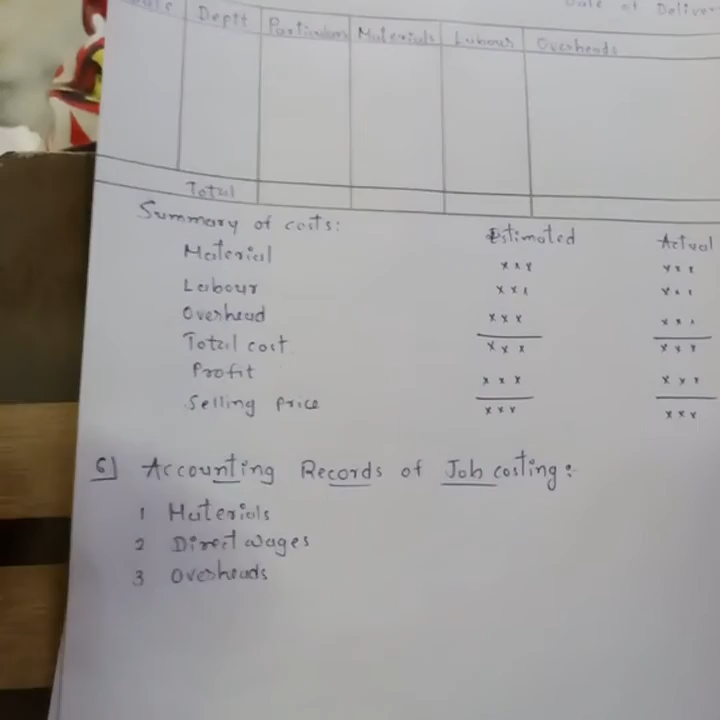 Date of Delivery
Deptt Particulars Materials Labour Overheads
Total
Summary of costs: Estimated Actual
Material xxx xxx
Labour xxx xxx
Overhead xxx xxx
Total cost xxx xxx
Profit xxx xxx
Selling price xxx xxx
6] Accounting Records of Job costing:
1 Materials
2 Direct wages
3 Overheads